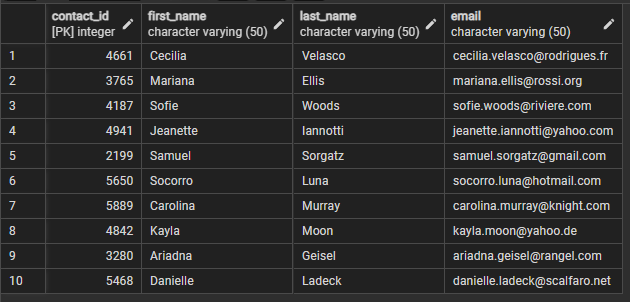 contact_id first_name last_name email
[PK] integer character varying (50) character varying (50) character varying (50)
1 4661 Cecilia Velasco cecilia.velasco@rodrigues.fr
2 3765 Mariana Ellis mariana.ellis@rossi.org
3 4187 Sofie Woods sofie.woods@riviere.com
4 4941 Jeanette Iannotti jeanette.iannotti@yahoo.com
5 2199 Samuel Sorgatz samuel.sorgatz@gmail.com
6 5650 Socorro Luna socorro.luna@hotmail.com
7 5889 Carolina Murray carolina.murray@knight.com
8 4842 Kayla Moon kayla.moon@yahoo.de
9 3280 Ariadna Geisel ariadna.geisel@rangel.com
10 5468 Danielle Ladeck danielle.ladeck@scalfaro.net